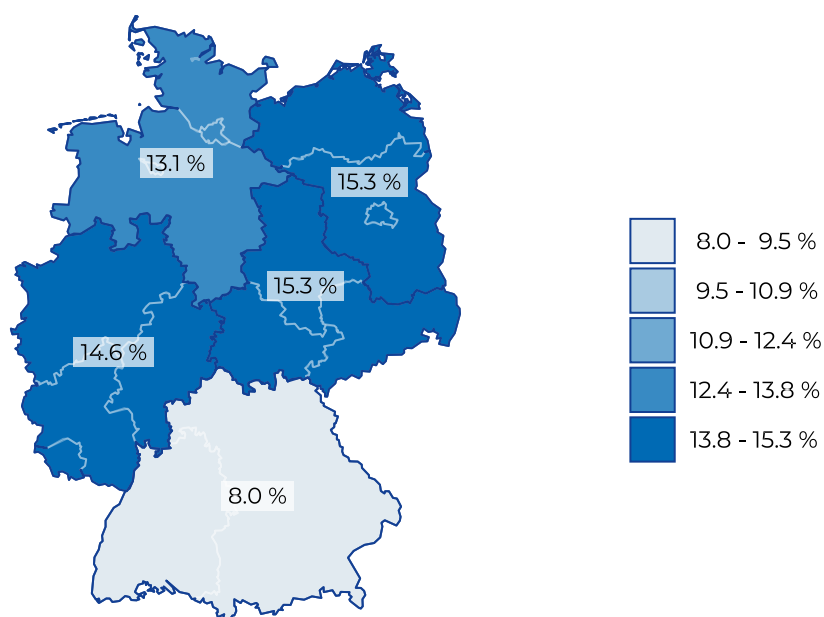 13.1 %
15.3 %
15.3 %
14.6 %
8.0 %
8.0 - 9.5 %
9.5 - 10.9 %
10.9 - 12.4 %
12.4 - 13.8 %
13.8 - 15.3 %